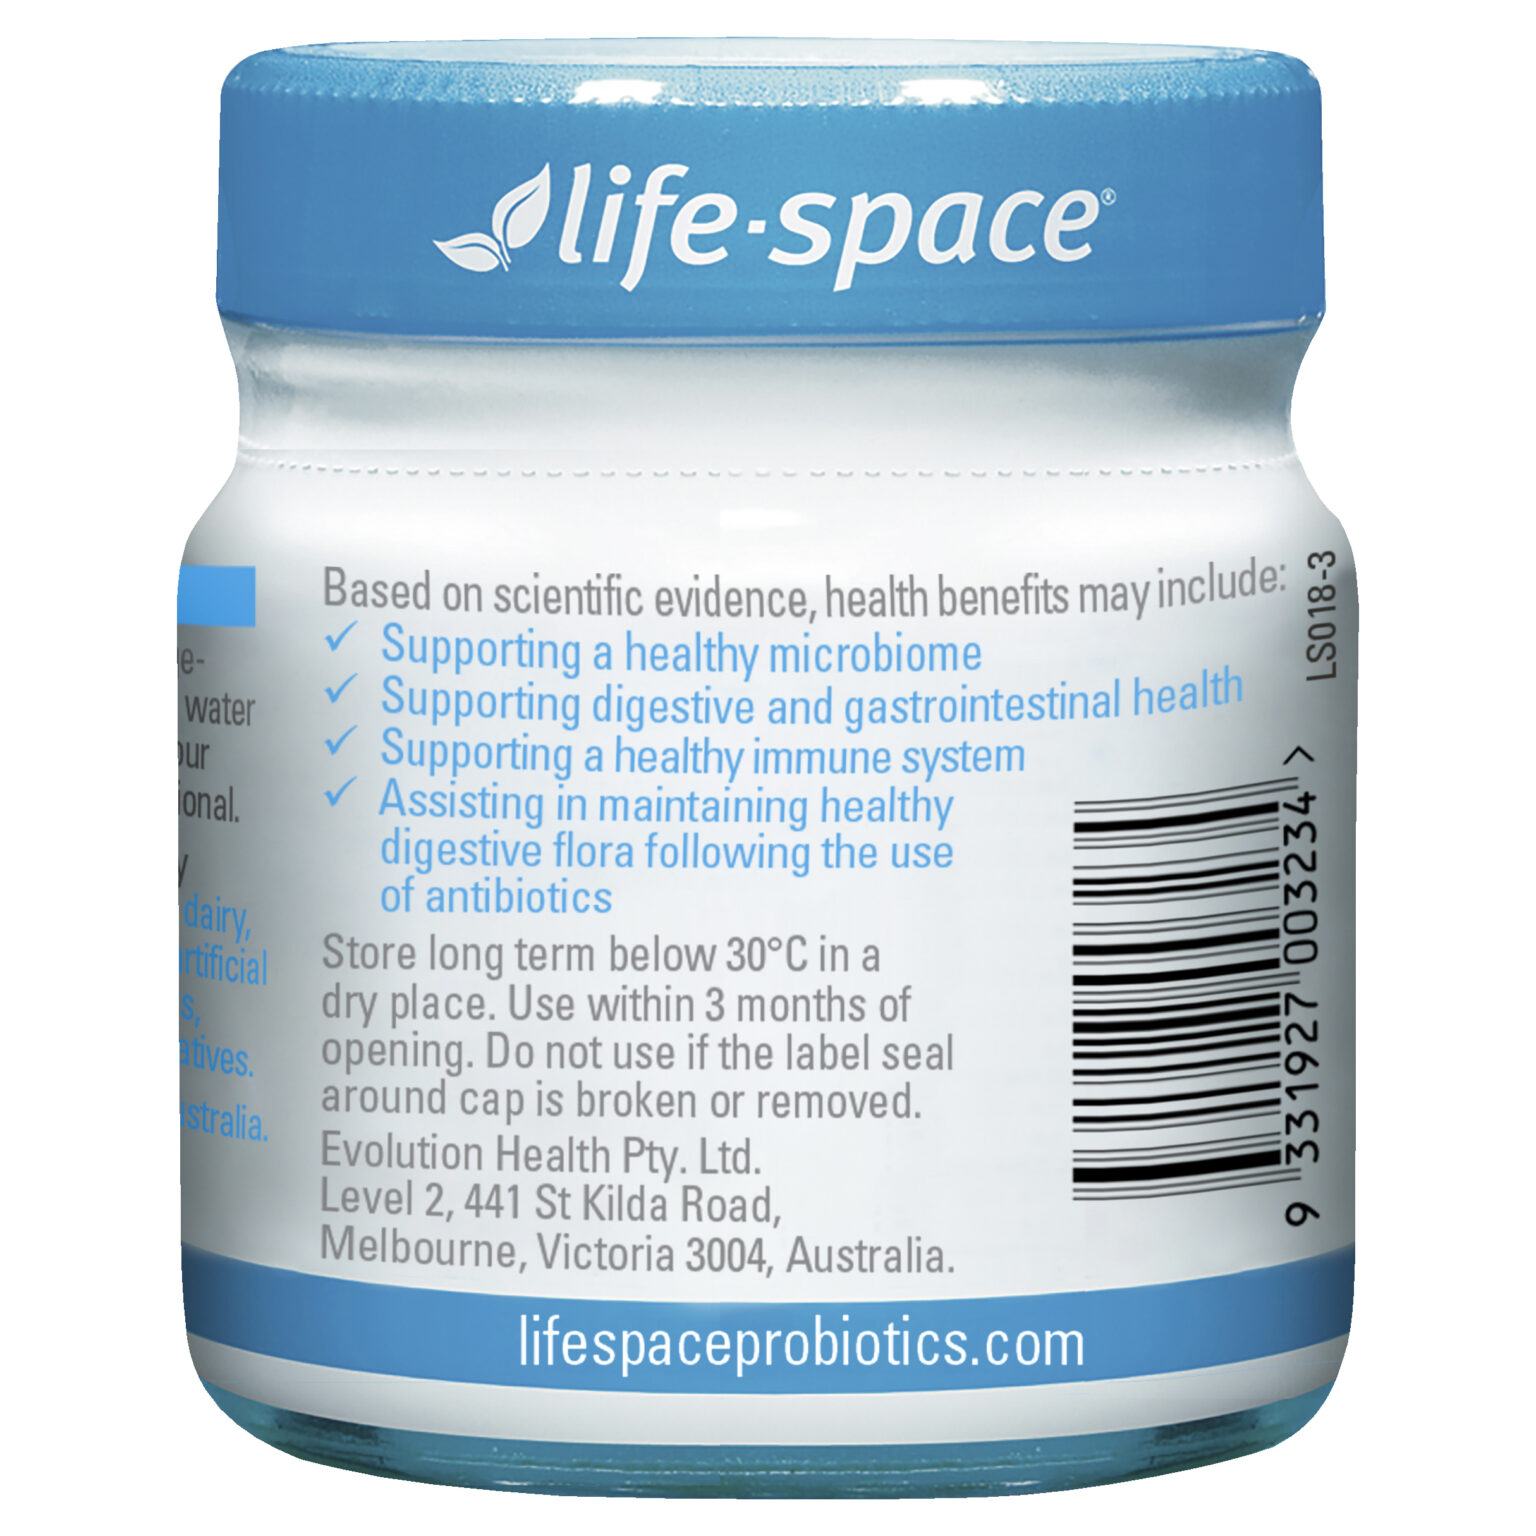 life·space®
Based on scientific evidence, health benefits may include:
✓ Supporting a healthy microbiome
✓ Supporting digestive and gastrointestinal health
✓ Supporting a healthy immune system
✓ Assisting in maintaining healthy
digestive flora following the use
of antibiotics
Store long term below 30°C in a
dry place. Use within 3 months of
opening. Do not use if the label seal
around cap is broken or removed.
Evolution Health Pty. Ltd.
Level 2, 441 St Kilda Road,
Melbourne, Victoria 3004, Australia.
lifespaceprobiotics.com
LS018-3
9 331927 003234 >
water
dairy,